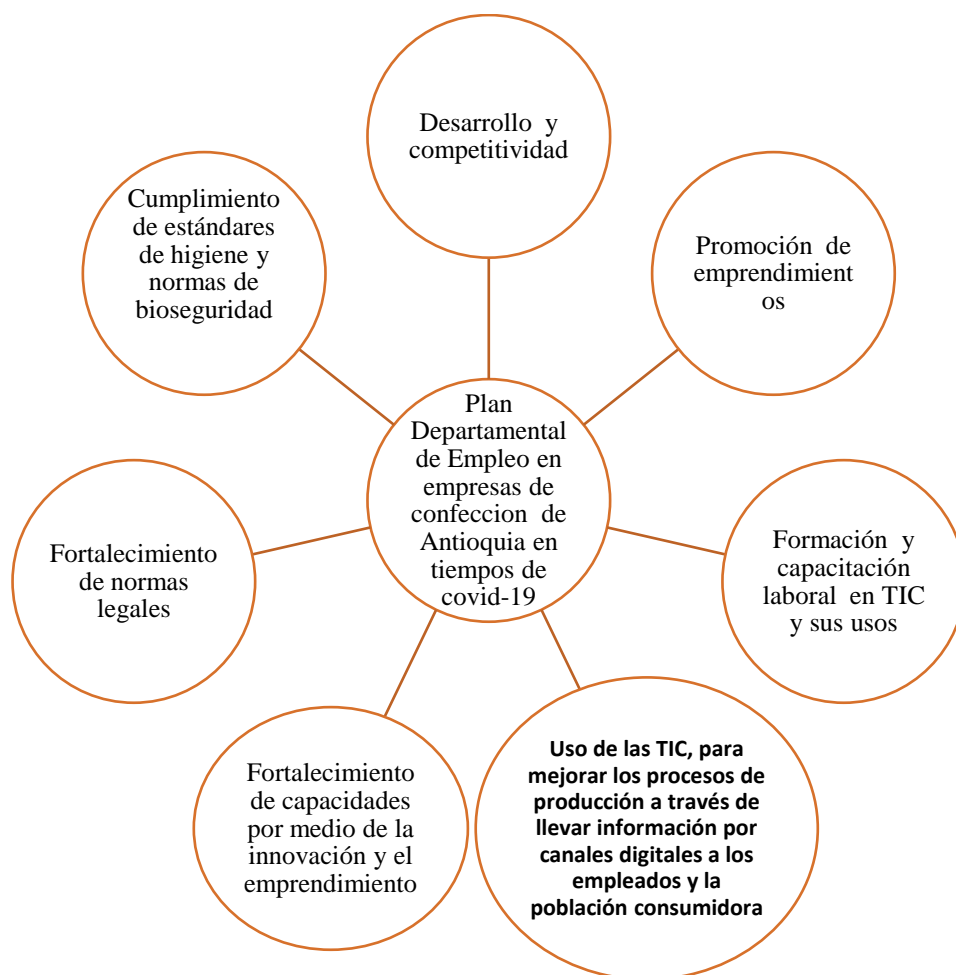 Desarrollo y
competitividad
Promoción de
emprendimient
os
Formación y
capacitación
laboral en TIC
y sus usos
Uso de las TIC, para
mejorar los procesos de
producción a través de
llevar información por
canales digitales a los
empleados y la
población consumidora
Fortalecimiento
de capacidades
por medio de la
innovación y el
emprendimiento
Fortalecimiento
de normas
legales
Cumplimiento
de estándares
de higiene y
normas de
bioseguridad
Plan
Departamental
de Empleo en
empresas de
confeccion de
Antioquia en
tiempos de
covid-19